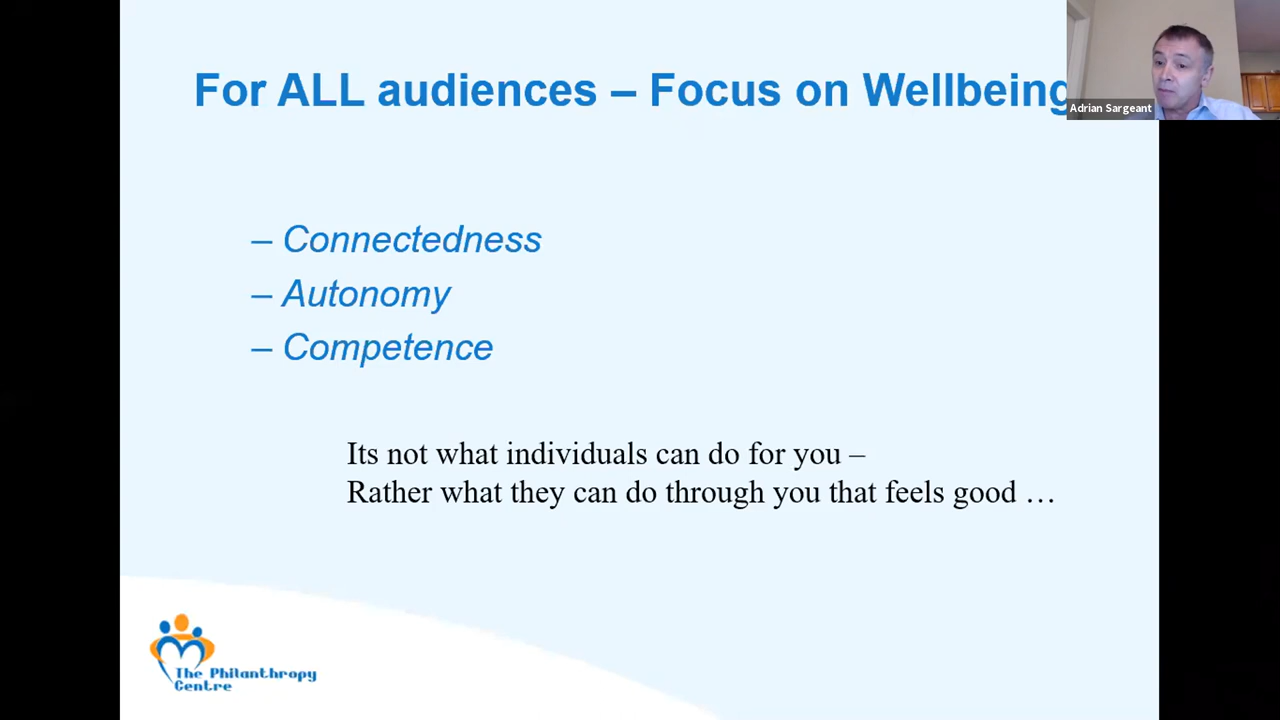 For ALL audiences – Focus on Wellbeing
Adrian Sargeant
– Connectedness
– Autonomy
– Competence
Its not what individuals can do for you –
Rather what they can do through you that feels good …
The Philanthropy
Centre